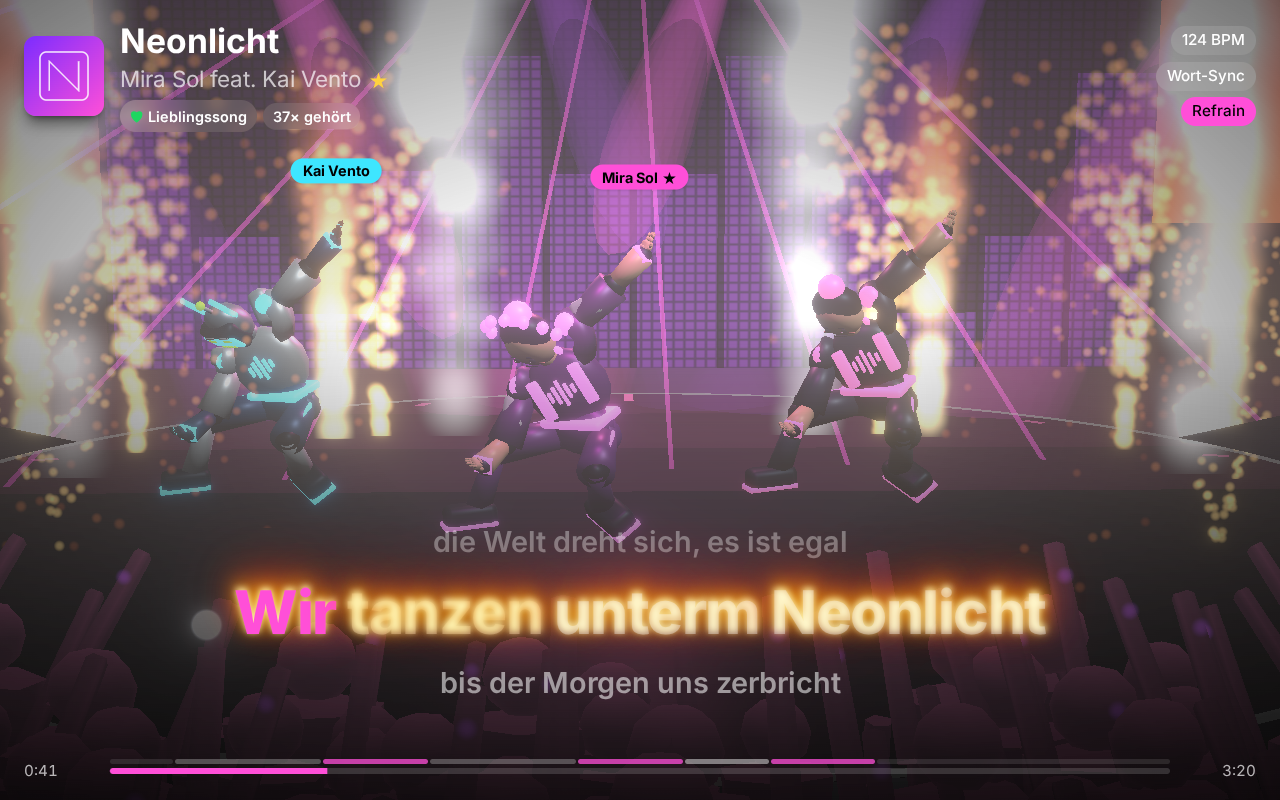 N
Neonlicht
Mira Sol feat. Kai Vento ★
Lieblingssong
37× gehört
124 BPM
Wort-Sync
Refrain
Kai Vento
Mira Sol ★
die Welt dreht sich, es ist egal
Wir tanzen unterm Neonlicht
bis der Morgen uns zerbricht
0:41
3:20